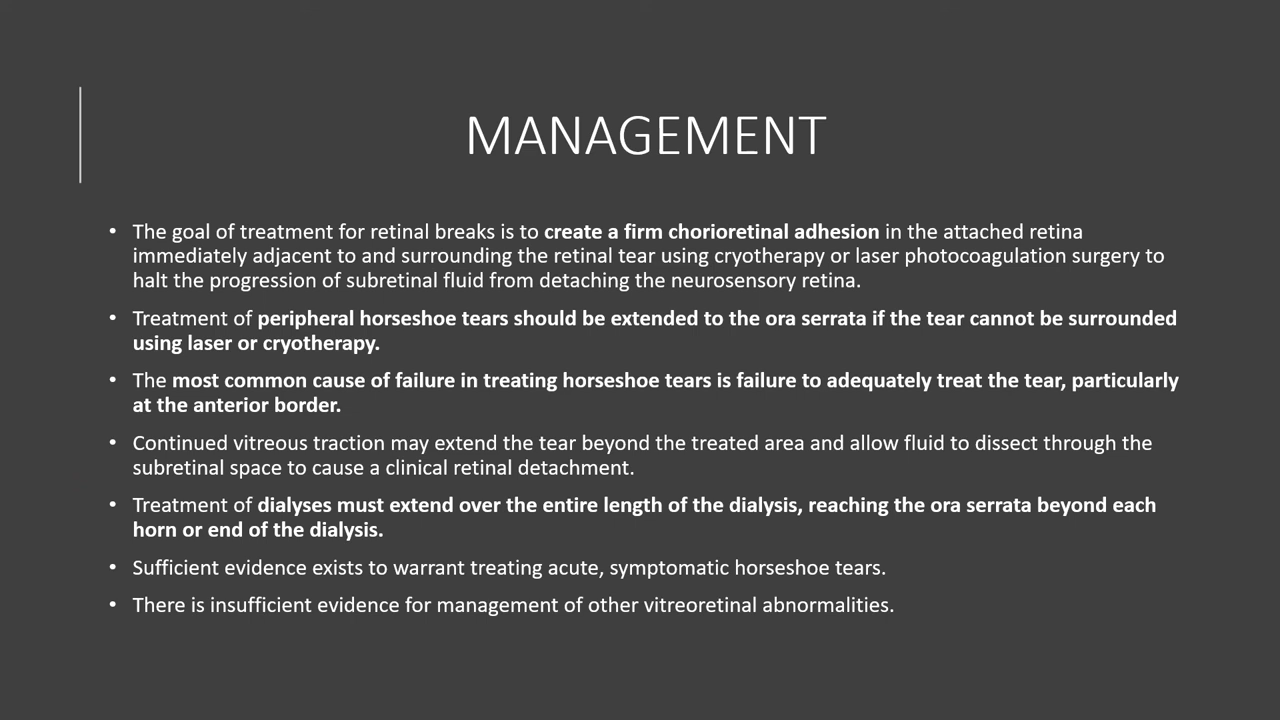 MANAGEMENT
• The goal of treatment for retinal breaks is to create a firm chorioretinal adhesion in the attached retina
immediately adjacent to and surrounding the retinal tear using cryotherapy or laser photocoagulation surgery to
halt the progression of subretinal fluid from detaching the neurosensory retina.
• Treatment of peripheral horseshoe tears should be extended to the ora serrata if the tear cannot be surrounded
using laser or cryotherapy.
• The most common cause of failure in treating horseshoe tears is failure to adequately treat the tear, particularly
at the anterior border.
• Continued vitreous traction may extend the tear beyond the treated area and allow fluid to dissect through the
subretinal space to cause a clinical retinal detachment.
• Treatment of dialyses must extend over the entire length of the dialysis, reaching the ora serrata beyond each
horn or end of the dialysis.
• Sufficient evidence exists to warrant treating acute, symptomatic horseshoe tears.
• There is insufficient evidence for management of other vitreoretinal abnormalities.